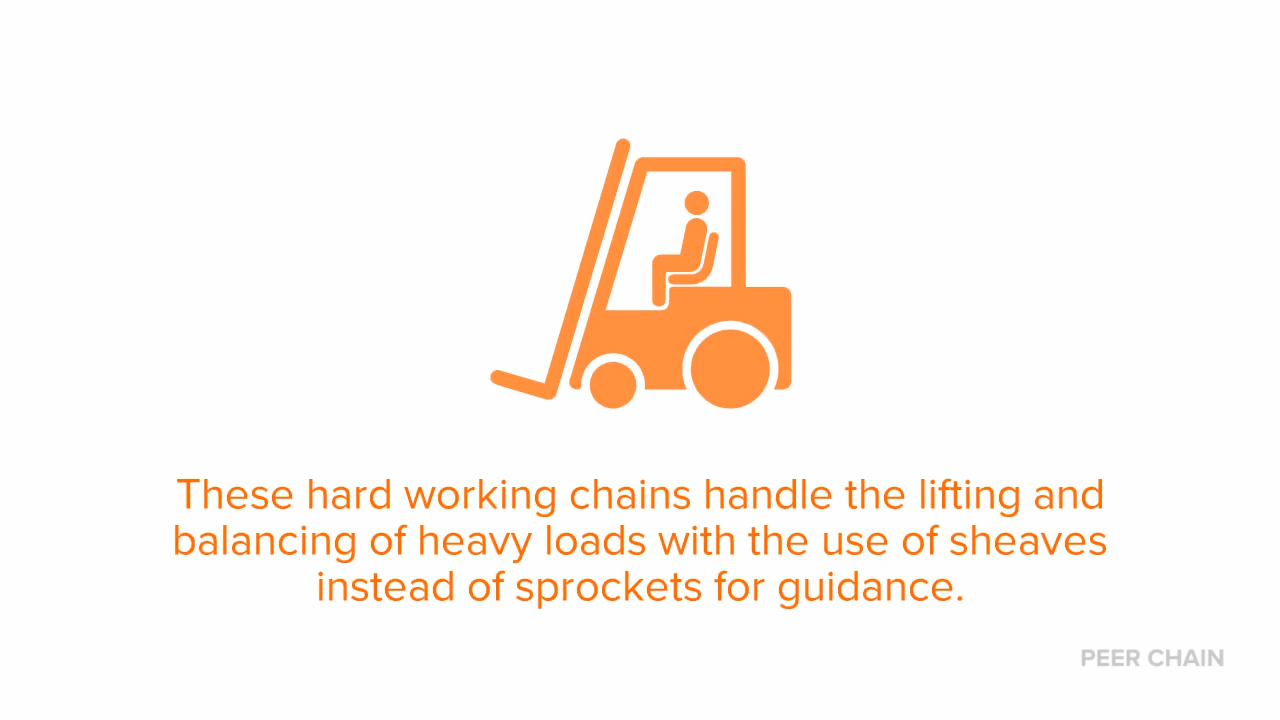 These hard working chains handle the lifting and
balancing of heavy loads with the use of sheaves
instead of sprockets for guidance.
PEER CHAIN